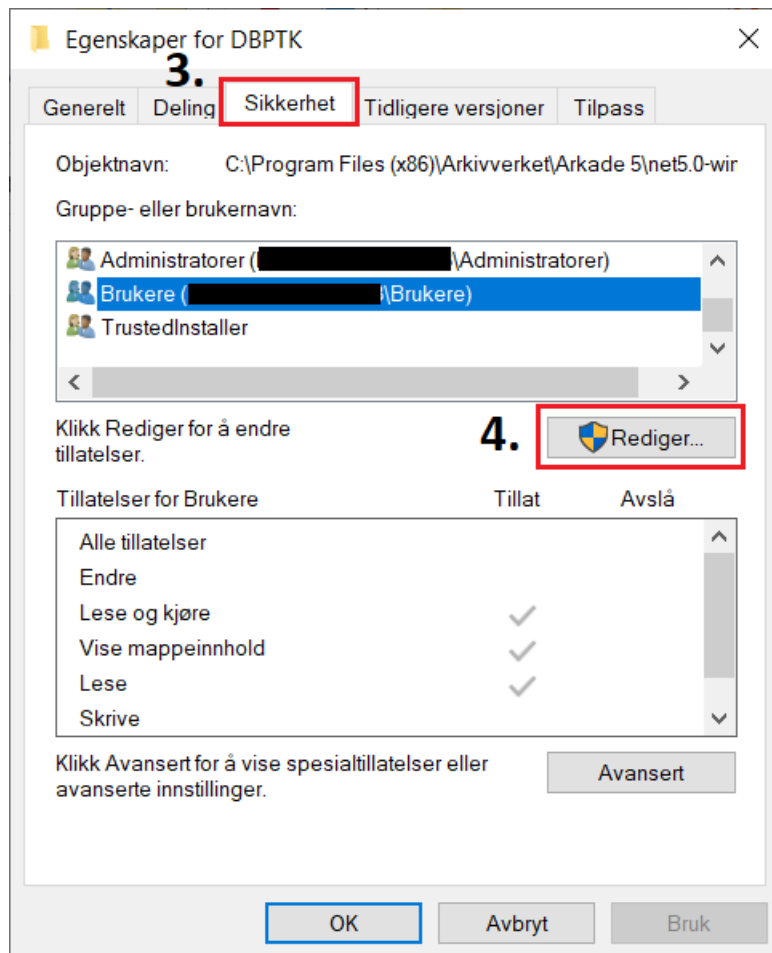 Egenskaper for DBPTK
3.
Generelt Deling Sikkerhet Tidligere versjoner Tilpass
Objektnavn: C:\Program Files (x86)\Arkivverket\Arkade 5\net5.0-wir
Gruppe- eller brukernavn:
Administratorer ( \Administratorer)
Brukere ( \Brukere)
TrustedInstaller
Klikk Rediger for å endre
tillatelser.
4. Rediger...
Tillatelser for Brukere Tillat Avslå
Alle tillatelser
Endre
Lese og kjøre
Vise mappeinnhold
Lese
Skrive
Klikk Avansert for å vise spesialtillatelser eller
avanserte innstillinger.
Avansert
OK Avbryt Bruk